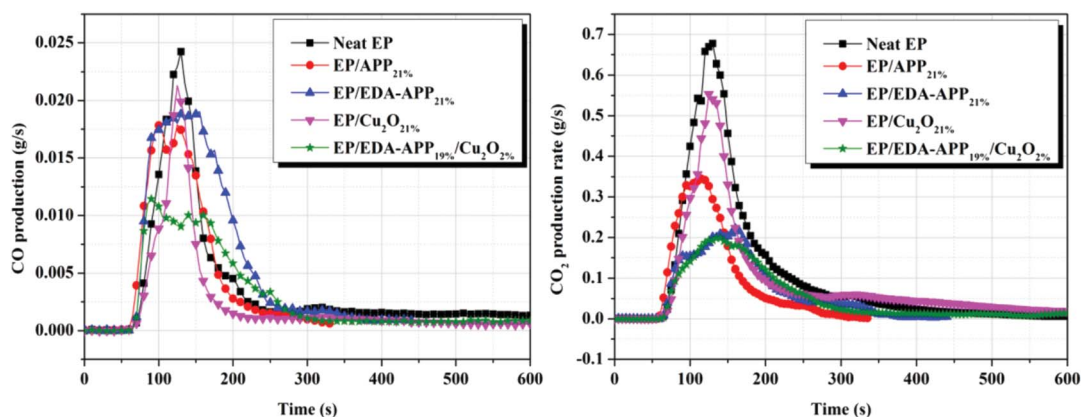 CO production (g/s)
0.025
0.020
0.015
0.010
0.005
0.000
Neat EP
EP/APP21%
EP/EDA-APP21%
EP/Cu2O21%
EP/EDA-APP19%/Cu2O2%
0 100 200 300 400 500 600
Time (s)
CO2 production rate (g/s)
0.8
0.7
0.6
0.5
0.4
0.3
0.2
0.1
0.0
-0.1
Neat EP
EP/APP21%
EP/EDA-APP21%
EP/Cu2O21%
EP/EDA-APP19%/Cu2O2%
0 100 200 300 400 500 600
Time (s)